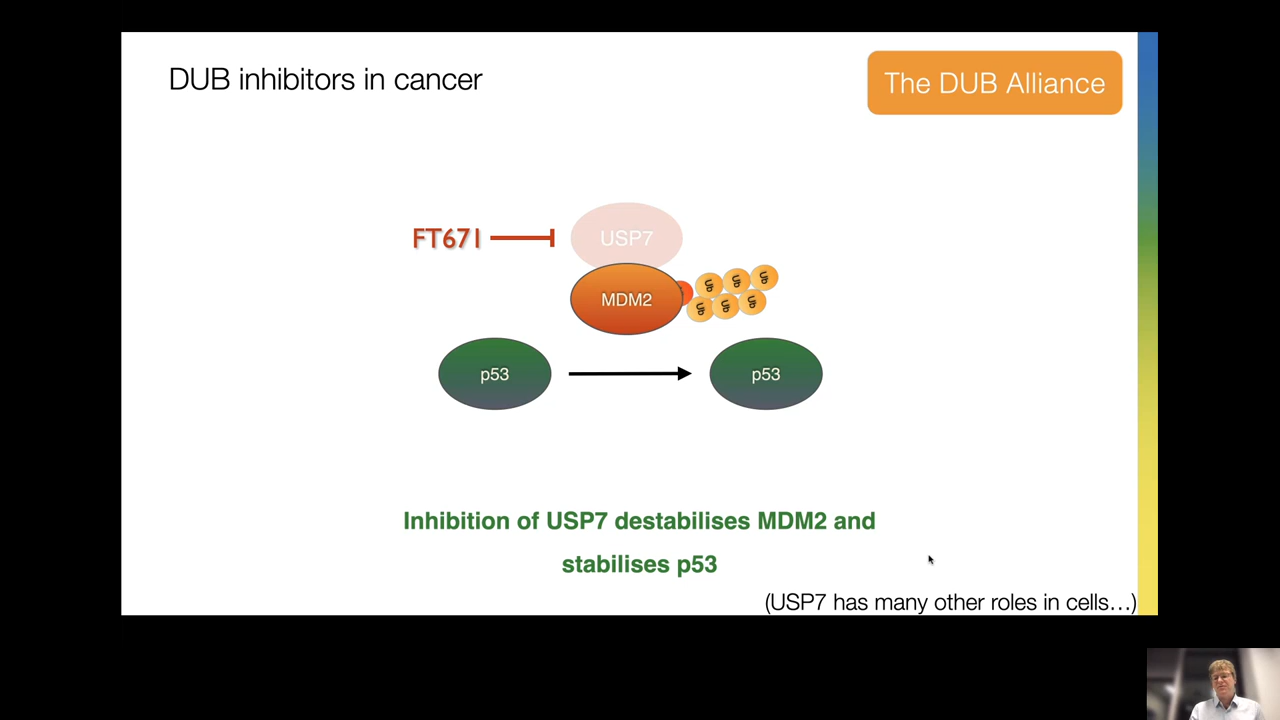 DUB inhibitors in cancer
The DUB Alliance
FT671
USP7
MDM2
Ub Ub Ub
Ub Ub Ub
p53
p53
Inhibition of USP7 destabilises MDM2 and
stabilises p53
(USP7 has many other roles in cells…)